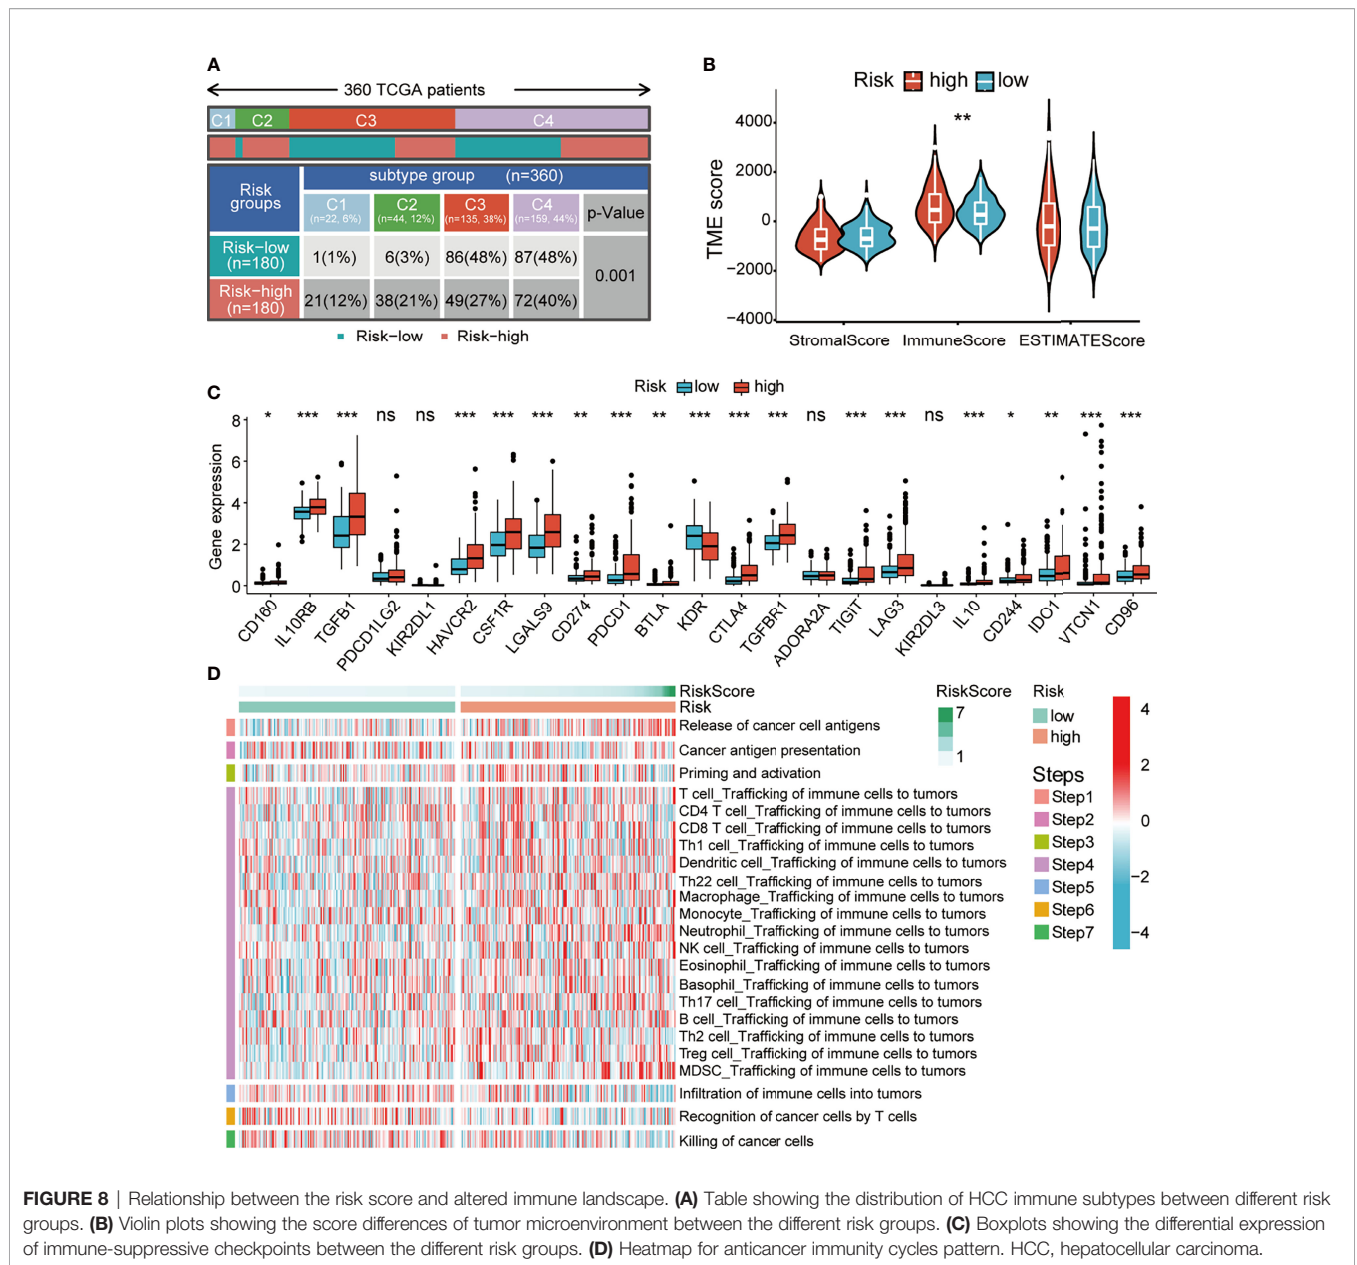 A
360 TCGA patients
C1 C2 C3 C4
Risk groups
subtype group (n=360)
C1 (n=22, 6%)
C2 (n=44, 12%)
C3 (n=135, 38%)
C4 (n=159, 44%)
p-Value
Risk-low (n=180)
1(1%) 6(3%) 86(48%) 87(48%)
0.001
Risk-high (n=180)
21(12%) 38(21%) 49(27%) 72(40%)
Risk-low Risk-high
B
Risk high low
**
TME score
4000
2000
0
−2000
−4000
StromalScore ImmuneScore ESTIMATEScore
C
Risk low high
* *** *** ns ns *** *** *** ** *** ** *** *** *** ns *** *** ns *** * ** *** ***
Gene expression
8
6
4
2
0
CD160 IL10RB TGFB1 PDCD1LG2 KIR2DL1 HAVCR2 CSF1R LGALS9 CD274 PDCD1 BTLA KDR CTLA4 TGFBR1 ADORA2A TIGIT LAG3 KIR2DL3 IL10 CD244 IDO1 VTCN1 CD96
D
RiskScore
Risk
Release of cancer cell antigens
Cancer antigen presentation
Priming and activation
T cell_Trafficking of immune cells to tumors
CD4 T cell_Trafficking of immune cells to tumors
CD8 T cell_Trafficking of immune cells to tumors
Th1 cell_Trafficking of immune cells to tumors
Dendritic cell_Trafficking of immune cells to tumors
Th22 cell_Trafficking of immune cells to tumors
Macrophage_Trafficking of immune cells to tumors
Monocyte_Trafficking of immune cells to tumors
Neutrophil_Trafficking of immune cells to tumors
NK cell_Trafficking of immune cells to tumors
Eosinophil_Trafficking of immune cells to tumors
Basophil_Trafficking of immune cells to tumors
Th17 cell_Trafficking of immune cells to tumors
B cell_Trafficking of immune cells to tumors
Th2 cell_Trafficking of immune cells to tumors
Treg cell_Trafficking of immune cells to tumors
MDSC_Trafficking of immune cells to tumors
Infiltration of immune cells into tumors
Recognition of cancer cells by T cells
Killing of cancer cells
RiskScore
7
1
Risk
low
high
Steps
Step1
Step2
Step3
Step4
Step5
Step6
Step7
4
2
0
−2
−4
FIGURE 8 | Relationship between the risk score and altered immune landscape. (A) Table showing the distribution of HCC immune subtypes between different risk
groups. (B) Violin plots showing the score differences of tumor microenvironment between the different risk groups. (C) Boxplots showing the differential expression
of immune-suppressive checkpoints between the different risk groups. (D) Heatmap for anticancer immunity cycles pattern. HCC, hepatocellular carcinoma.